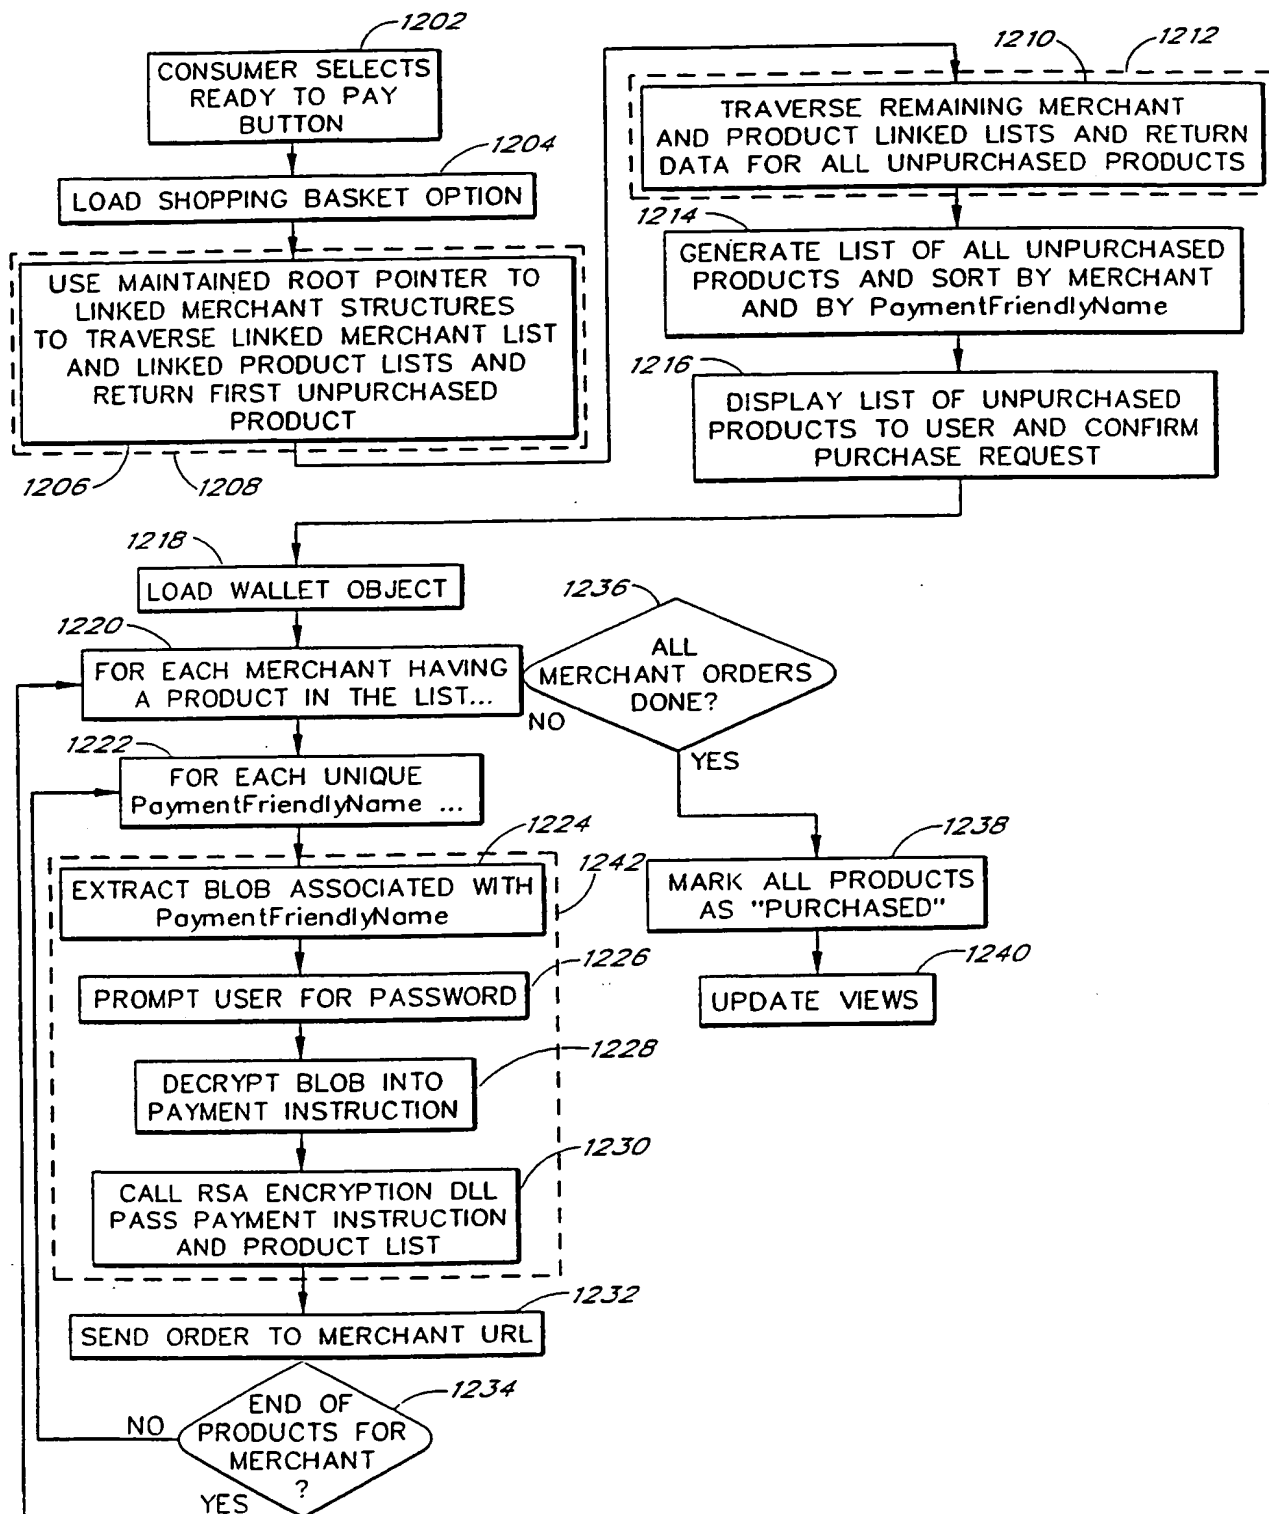 1202
CONSUMER SELECTS
READY TO PAY
BUTTON
1204
LOAD SHOPPING BASKET OPTION
USE MAINTAINED ROOT POINTER TO
LINKED MERCHANT STRUCTURES
TO TRAVERSE LINKED MERCHANT LIST
AND LINKED PRODUCT LISTS AND
RETURN FIRST UNPURCHASED
PRODUCT
1206
1208
1210
1212
TRAVERSE REMAINING MERCHANT
AND PRODUCT LINKED LISTS AND RETURN
DATA FOR ALL UNPURCHASED PRODUCTS
1214
GENERATE LIST OF ALL UNPURCHASED
PRODUCTS AND SORT BY MERCHANT
AND BY PaymentFriendlyName
1216
DISPLAY LIST OF UNPURCHASED
PRODUCTS TO USER AND CONFIRM
PURCHASE REQUEST
1218
LOAD WALLET OBJECT
1220
FOR EACH MERCHANT HAVING
A PRODUCT IN THE LIST...
1236
ALL
MERCHANT ORDERS
DONE?
NO
YES
1222
FOR EACH UNIQUE
PaymentFriendlyName ...
1224
1242
EXTRACT BLOB ASSOCIATED WITH
PaymentFriendlyName
1226
PROMPT USER FOR PASSWORD
1228
DECRYPT BLOB INTO
PAYMENT INSTRUCTION
1230
CALL RSA ENCRYPTION DLL
PASS PAYMENT INSTRUCTION
AND PRODUCT LIST
1232
SEND ORDER TO MERCHANT URL
1234
END OF
PRODUCTS FOR
MERCHANT
?
NO
YES
1238
MARK ALL PRODUCTS
AS "PURCHASED"
1240
UPDATE VIEWS